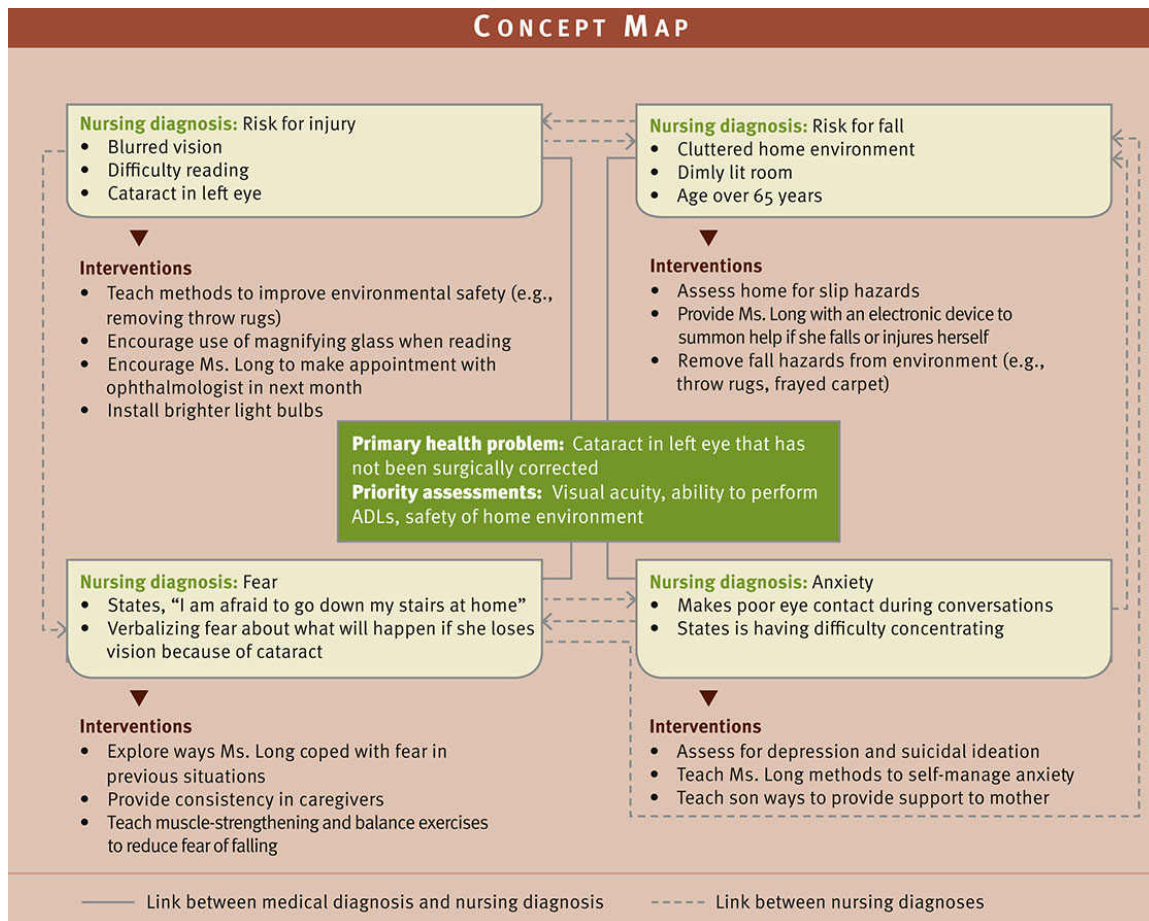 CONCEPT MAP
Nursing diagnosis: Risk for injury
• Blurred vision
• Difficulty reading
• Cataract in left eye
Interventions
• Teach methods to improve environmental safety (e.g.,
removing throw rugs)
• Encourage use of magnifying glass when reading
• Encourage Ms. Long to make appointment with
ophthalmologist in next month
• Install brighter light bulbs
Nursing diagnosis: Risk for fall
• Cluttered home environment
• Dimly lit room
• Age over 65 years
Interventions
• Assess home for slip hazards
• Provide Ms. Long with an electronic device to
summon help if she falls or injures herself
• Remove fall hazards from environment (e.g.,
throw rugs, frayed carpet)
Primary health problem: Cataract in left eye that has
not been surgically corrected
Priority assessments: Visual acuity, ability to perform
ADLs, safety of home environment
Nursing diagnosis: Fear
• States, “I am afraid to go down my stairs at home”
• Verbalizing fear about what will happen if she loses
vision because of cataract
Interventions
• Explore ways Ms. Long coped with fear in
previous situations
• Provide consistency in caregivers
• Teach muscle-strengthening and balance exercises
to reduce fear of falling
Nursing diagnosis: Anxiety
• Makes poor eye contact during conversations
• States is having difficulty concentrating
Interventions
• Assess for depression and suicidal ideation
• Teach Ms. Long methods to self-manage anxiety
• Teach son ways to provide support to mother
Link between medical diagnosis and nursing diagnosis
Link between nursing diagnoses